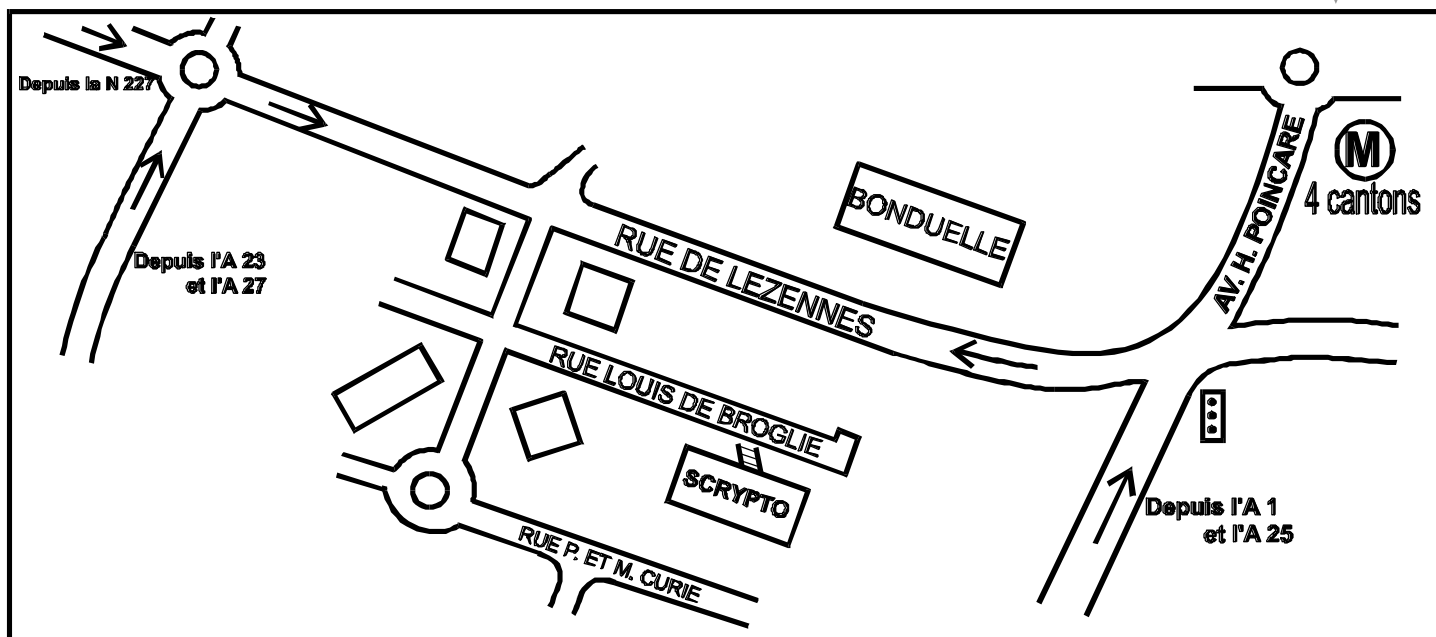 Depuis la N 227
Depuis l'A 23
et l'A 27
RUE DE LEZENNES
BONDUELLE
AV. H. POINCARE
M
4 cantons
RUE LOUIS DE BROGLIE
SCRYPTO
RUE P. ET M. CURIE
Depuis l'A 1
et l'A 25